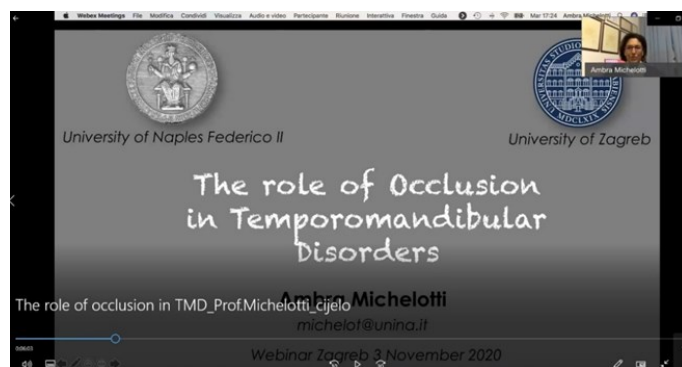 Webex Meetings File Modifica Condividi Visualizza Audio e video Partecipante Riunione Interattiva Finestra Guida Mar 17:24 Ambra Michelotti
Ambra Michelotti
University of Naples Federico II
University of Zagreb
The role of Occlusion
in Temporomandibular
Disorders
Ambra Michelotti
The role of occlusion in TMD_Prof.Michelotti_cijelo
michelot@unina.it
Webinar Zagreb 3 November 2020